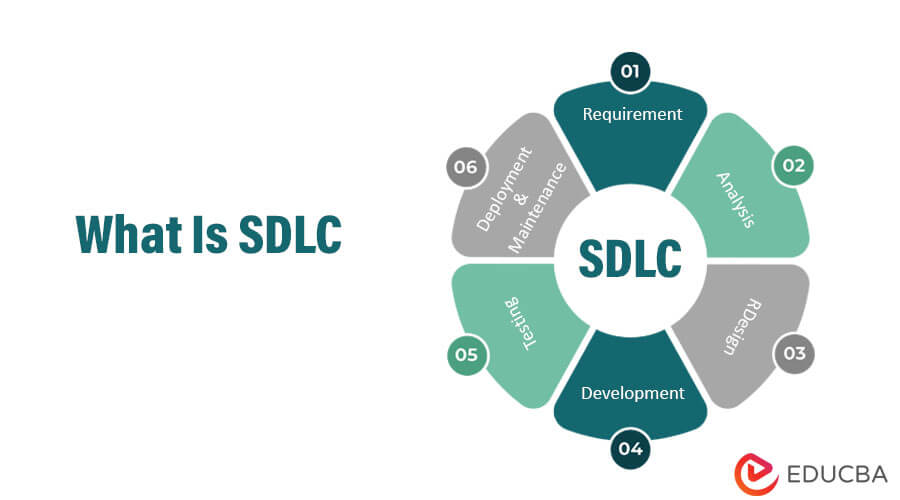 What Is SDLC
SDLC
01
Requirement
02
Analysis
03
RDesign
04
Development
05
Testing
06
Deployment
&
Maintenance
EDUCBA